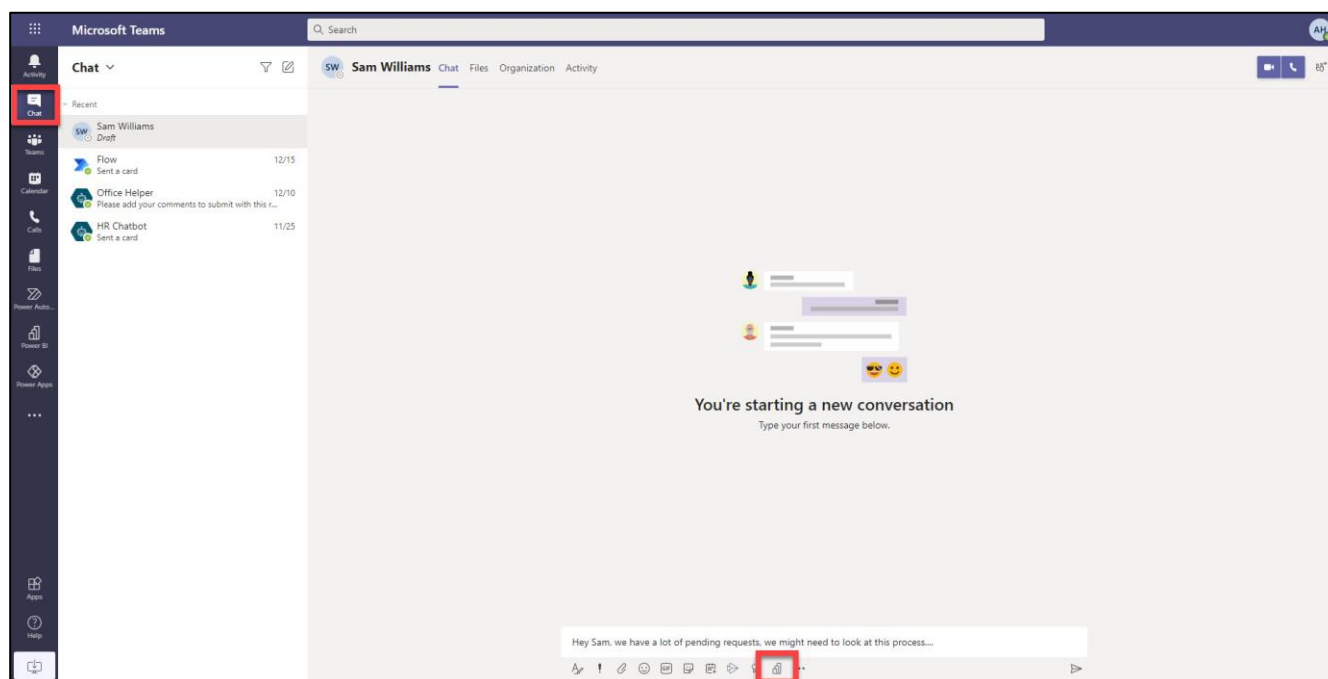 Microsoft Teams
Search
AH
Activity
Chat
Teams
Calendar
Calls
Files
Power Auto...
Power BI
Power Apps
Apps
Help
Chat
Recent
SW
Sam Williams
Draft
Flow 12/15
Sent a card
Office Helper 12/10
Please add your comments to submit with this r...
HR Chatbot 11/25
Sent a card
SW Sam Williams Chat Files Organization Activity
You're starting a new conversation
Type your first message below.
Hey Sam, we have a lot of pending requests, we might need to look at this process....
GIF